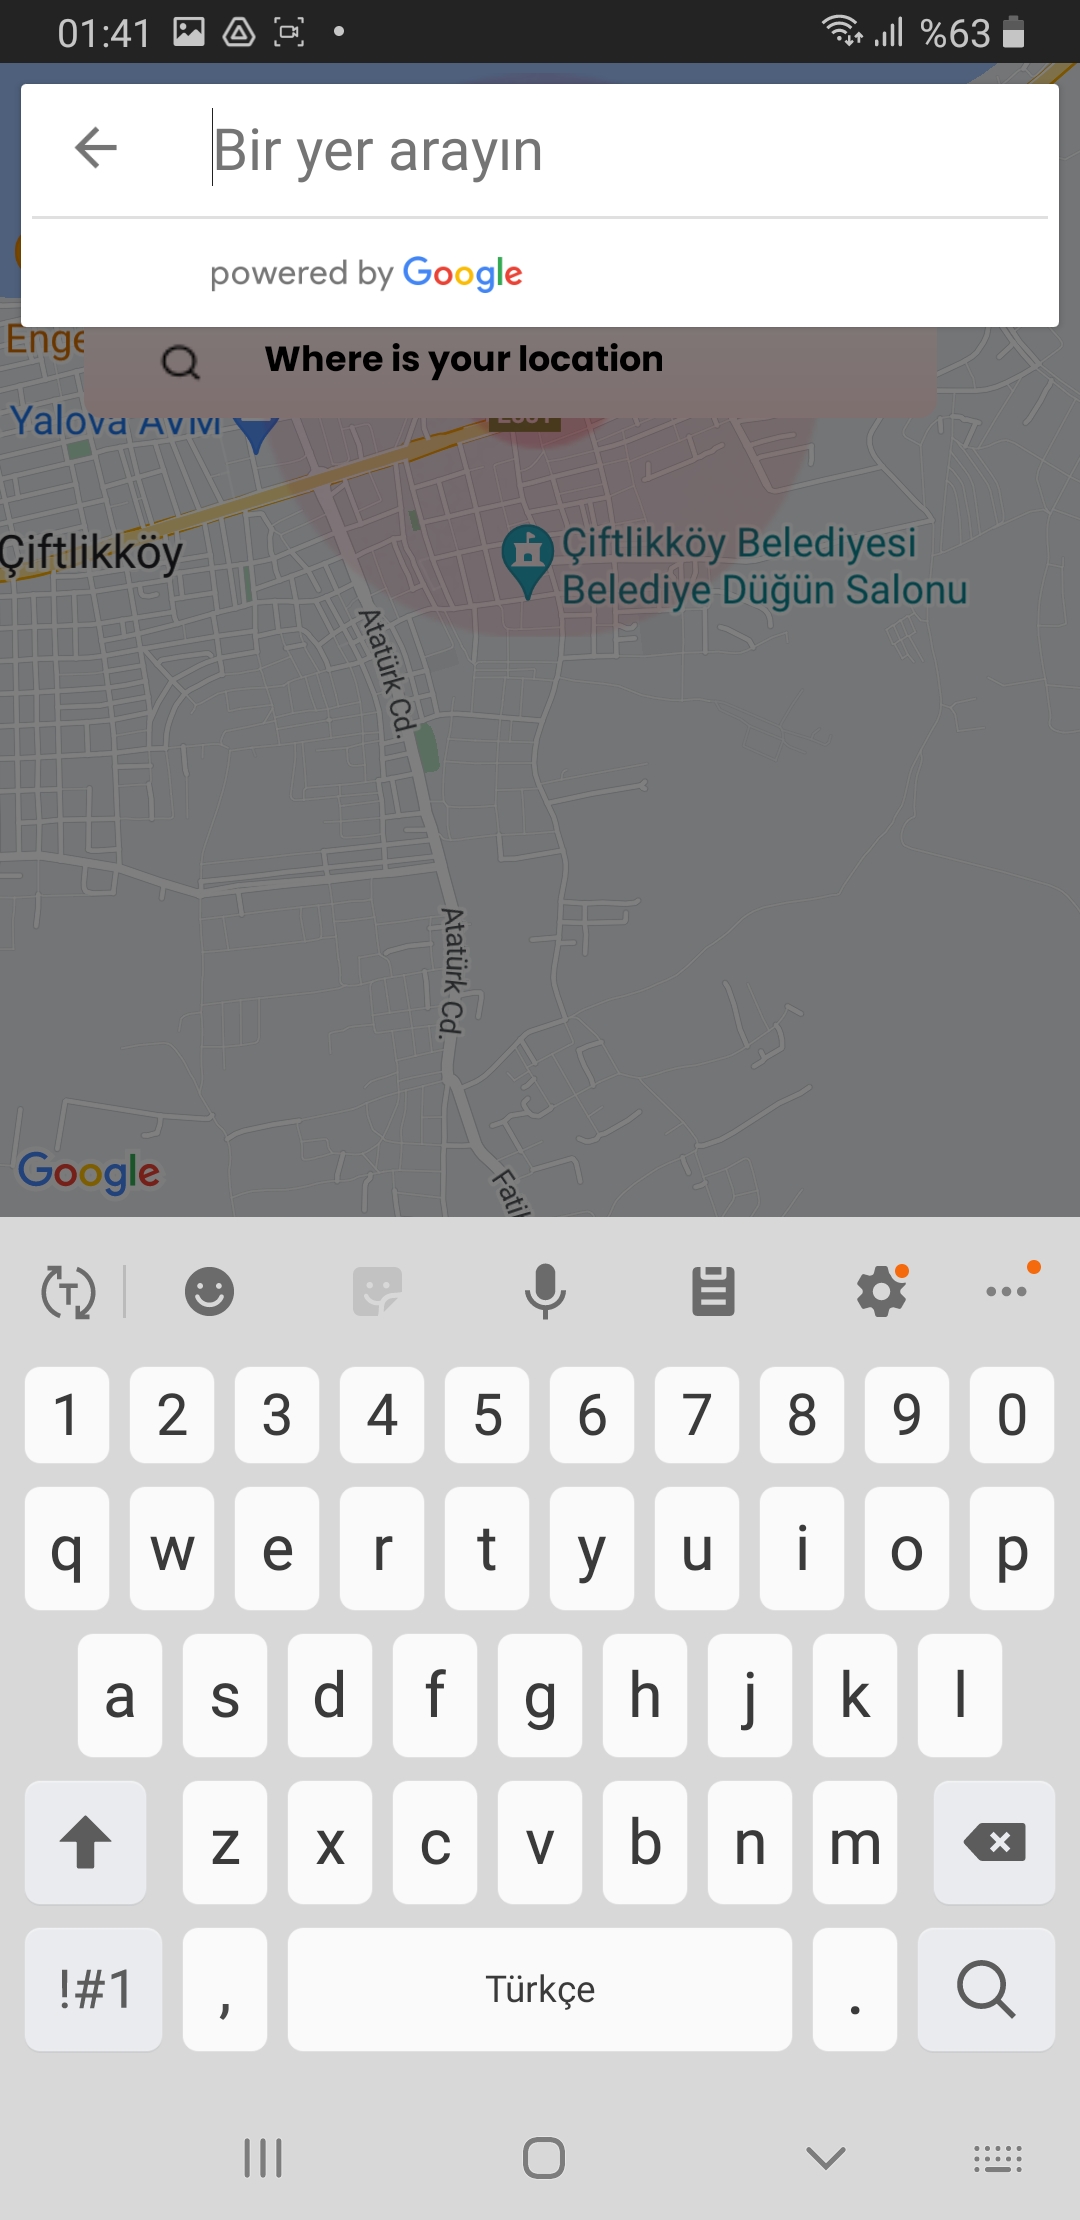 01:41 %63
Bir yer arayın
powered by Google
Where is your location
Yalova AVM
Çiftlikköy
Çiftlikköy Belediyesi
Belediye Düğün Salonu
Atatürk Cd.
Atatürk Cd.
Google
1 2 3 4 5 6 7 8 9 0
q w e r t y u i o p
a s d f g h j k l
z x c v b n m
!#1 , Türkçe .